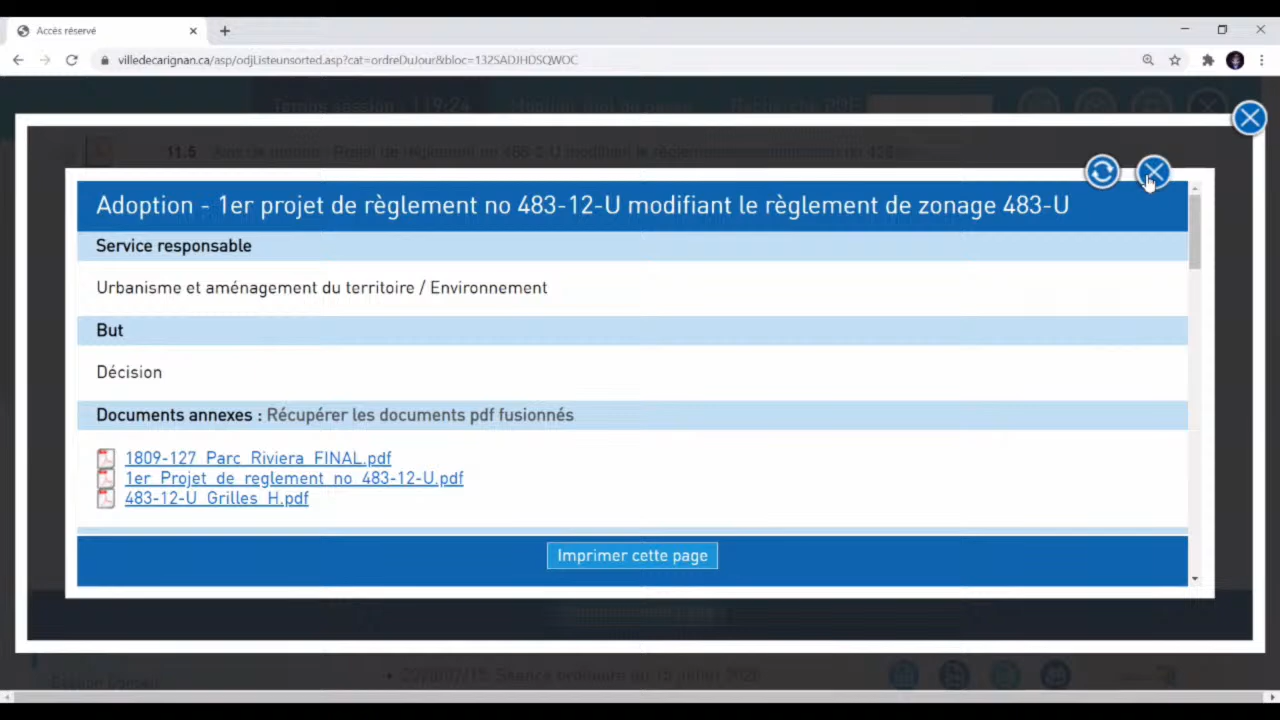 Accès réservé
villedecarignan.ca/asp/odjListeunsorted.asp?cat=ordreDuJour&bloc=132SADJHDSQWOC
Adoption - 1er projet de règlement no 483-12-U modifiant le règlement de zonage 483-U
Service responsable
Urbanisme et aménagement du territoire / Environnement
But
Décision
Documents annexes : Récupérer les documents pdf fusionnés
1809-127_Parc_Riviera_FINAL.pdf
1er_Projet_de_reglement_no_483-12-U.pdf
483-12-U_Grilles_H.pdf
Imprimer cette page